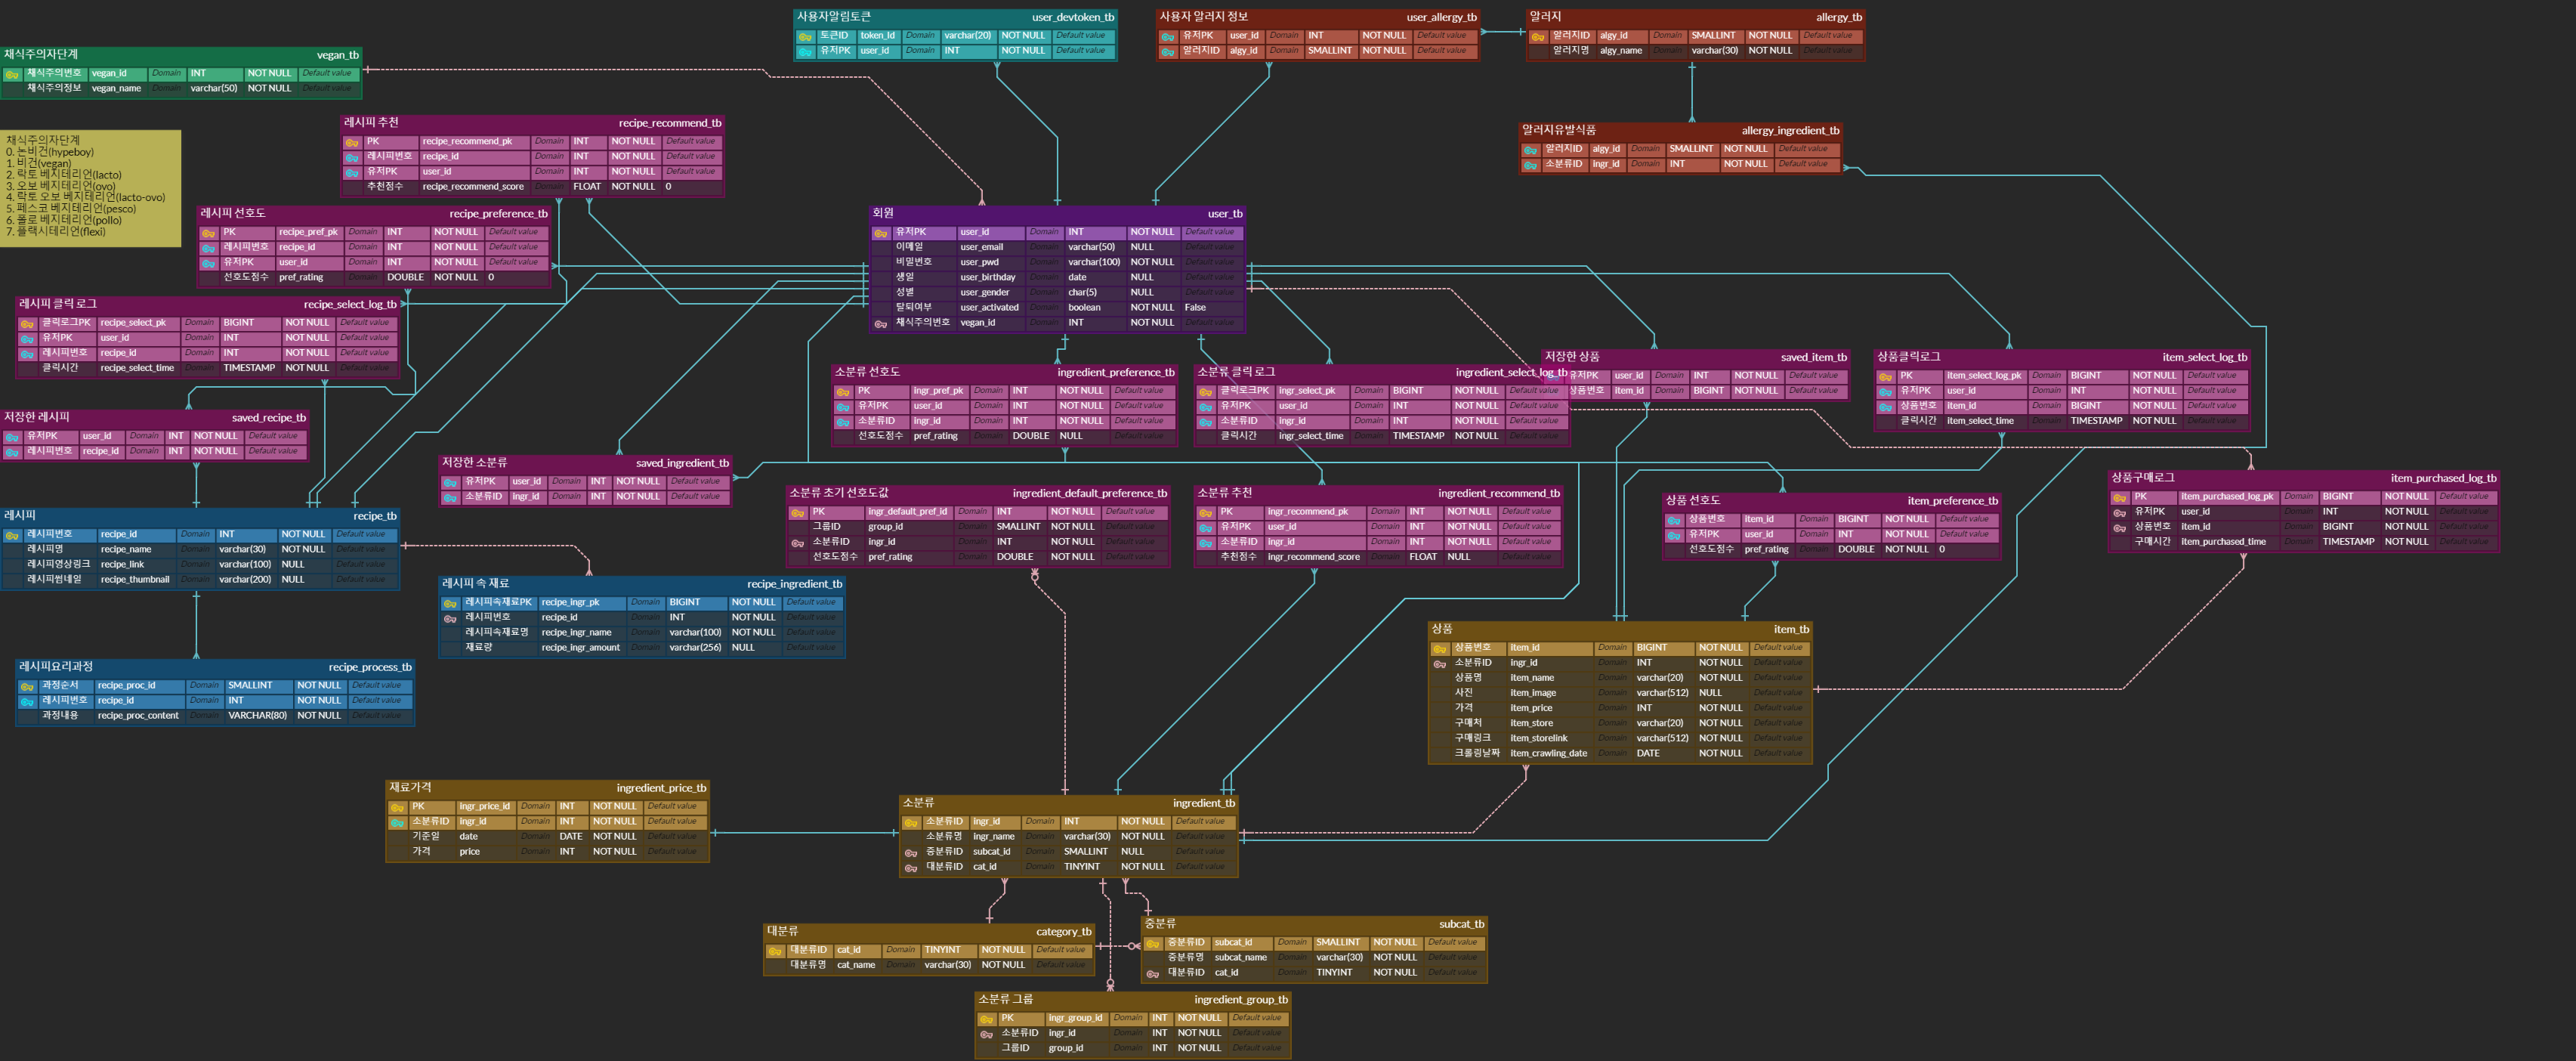 사용자알림토큰 user_devtoken_tb
토큰ID token_id Domain varchar(20) NOT NULL Default value
유저PK user_id Domain INT NOT NULL Default value
사용자 알러지 정보 user_allergy_tb
유저PK user_id Domain INT NOT NULL Default value
알러지ID algy_id Domain SMALLINT NOT NULL Default value
알러지 allergy_tb
알러지ID algy_id Domain SMALLINT NOT NULL Default value
알러지명 algy_name Domain varchar(30) NOT NULL Default value
채식주의자단계 vegan_tb
채식주의번호 vegan_id Domain INT NOT NULL Default value
채식주의정보 vegan_name Domain varchar(50) NOT NULL Default value
채식주의자단계
0. 논비건(hypeboy)
1. 비건(vegan)
2. 락토 베지테리언(lacto)
3. 오보 베지테리언(ovo)
4. 락토 오보 베지테리언(lacto-ovo)
5. 페스코 베지테리언(pesco)
6. 폴로 베지테리언(pollo)
7. 플렉시테리언(flexi)
레시피 추천 recipe_recommend_tb
PK recipe_recommend_pk Domain INT NOT NULL Default value
레시피번호 recipe_id Domain INT NOT NULL Default value
유저PK user_id Domain INT NOT NULL Default value
추천점수 recipe_recommend_score Domain FLOAT NOT NULL 0
알러지유발식품 allergy_ingredient_tb
알러지ID algy_id Domain SMALLINT NOT NULL Default value
소분류ID ingr_id Domain INT NOT NULL Default value
레시피 선호도 recipe_preference_tb
PK recipe_pref_pk Domain INT NOT NULL Default value
레시피번호 recipe_id Domain INT NOT NULL Default value
유저PK user_id Domain INT NOT NULL Default value
선호도점수 pref_rating Domain DOUBLE NOT NULL 0
회원 user_tb
유저PK user_id Domain INT NOT NULL Default value
이메일 user_email Domain varchar(50) NULL Default value
비밀번호 user_pwd Domain varchar(100) NOT NULL Default value
생일 user_birthday Domain date NULL Default value
성별 user_gender Domain char(5) NULL Default value
탈퇴여부 user_activated Domain boolean NOT NULL False
채식주의번호 vegan_id Domain INT NOT NULL Default value
레시피 클릭 로그 recipe_select_log_tb
클릭로그PK recipe_select_pk Domain BIGINT NOT NULL Default value
유저PK user_id Domain INT NOT NULL Default value
레시피번호 recipe_id Domain INT NOT NULL Default value
클릭시간 recipe_select_time Domain TIMESTAMP NOT NULL Default value
소분류 선호도 ingredient_preference_tb
PK ingr_pref_pk Domain INT NOT NULL Default value
유저PK user_id Domain INT NOT NULL Default value
소분류ID ingr_id Domain INT NOT NULL Default value
선호도점수 pref_rating Domain DOUBLE NULL Default value
소분류 클릭 로그 ingredient_select_log_tb
클릭로그PK ingr_select_pk Domain BIGINT NOT NULL Default value
유저PK user_id Domain INT NOT NULL Default value
소분류ID ingr_id Domain INT NOT NULL Default value
클릭시간 ingr_select_time Domain TIMESTAMP NOT NULL Default value
저장한 상품 saved_item_tb
유저PK user_id Domain INT NOT NULL Default value
상품번호 item_id Domain BIGINT NOT NULL Default value
상품클릭로그 item_select_log_tb
PK item_select_log_pk Domain BIGINT NOT NULL Default value
유저PK user_id Domain INT NOT NULL Default value
상품번호 item_id Domain BIGINT NOT NULL Default value
클릭시간 item_select_time Domain TIMESTAMP NOT NULL Default value
저장한 레시피 saved_recipe_tb
유저PK user_id Domain INT NOT NULL Default value
레시피번호 recipe_id Domain INT NOT NULL Default value
저장한 소분류 saved_ingredient_tb
유저PK user_id Domain INT NOT NULL Default value
소분류ID ingr_id Domain INT NOT NULL Default value
소분류 초기 선호도값 ingredient_default_preference_tb
PK ingr_default_pref_id Domain INT NOT NULL Default value
그룹ID group_id Domain SMALLINT NOT NULL Default value
소분류ID ingr_id Domain INT NOT NULL Default value
선호도점수 pref_rating Domain DOUBLE NOT NULL Default value
소분류 추천 ingredient_recommend_tb
PK ingr_recommend_pk Domain INT NOT NULL Default value
유저PK user_id Domain INT NOT NULL Default value
소분류ID ingr_id Domain INT NOT NULL Default value
추천점수 ingr_recommend_score Domain FLOAT NULL Default value
상품 선호도 item_preference_tb
상품번호 item_id Domain BIGINT NOT NULL Default value
유저PK user_id Domain INT NOT NULL Default value
선호도점수 pref_rating Domain DOUBLE NOT NULL 0
상품구매로그 item_purchased_log_tb
PK item_purchased_log_pk Domain BIGINT NOT NULL Default value
유저PK user_id Domain INT NOT NULL Default value
상품번호 item_id Domain BIGINT NOT NULL Default value
구매시간 item_purchased_time Domain TIMESTAMP NOT NULL Default value
레시피 recipe_tb
레시피번호 recipe_id Domain INT NOT NULL Default value
레시피명 recipe_name Domain varchar(30) NOT NULL Default value
레시피영상링크 recipe_link Domain varchar(100) NULL Default value
레시피썸네일 recipe_thumbnail Domain varchar(200) NULL Default value
레시피 속 재료 recipe_ingredient_tb
레시피속재료PK recipe_ingr_pk Domain BIGINT NOT NULL Default value
레시피번호 recipe_id Domain INT NOT NULL Default value
레시피속재료명 recipe_ingr_name Domain varchar(100) NOT NULL Default value
재료량 recipe_ingr_amount Domain varchar(256) NULL Default value
레시피요리과정 recipe_process_tb
과정순서 recipe_proc_id Domain SMALLINT NOT NULL Default value
레시피번호 recipe_id Domain INT NOT NULL Default value
과정내용 recipe_proc_content Domain VARCHAR(80) NOT NULL Default value
상품 item_tb
상품번호 item_id Domain BIGINT NOT NULL Default value
소분류ID ingr_id Domain INT NOT NULL Default value
상품명 item_name Domain varchar(20) NOT NULL Default value
사진 item_image Domain varchar(512) NULL Default value
가격 item_price Domain INT NOT NULL Default value
구매처 item_store Domain varchar(20) NOT NULL Default value
구매링크 item_storelink Domain varchar(512) NOT NULL Default value
크롤링날짜 item_crawling_date Domain DATE NOT NULL Default value
재료가격 ingredient_price_tb
PK ingr_price_id Domain INT NOT NULL Default value
소분류ID ingr_id Domain INT NOT NULL Default value
기준일 date Domain DATE NOT NULL Default value
가격 price Domain INT NOT NULL Default value
소분류 ingredient_tb
소분류ID ingr_id Domain INT NOT NULL Default value
소분류명 ingr_name Domain varchar(30) NOT NULL Default value
중분류ID subcat_id Domain SMALLINT NULL Default value
대분류ID cat_id Domain TINYINT NOT NULL Default value
대분류 category_tb
대분류ID cat_id Domain TINYINT NOT NULL Default value
대분류명 cat_name Domain varchar(30) NOT NULL Default value
중분류 subcat_tb
중분류ID subcat_id Domain SMALLINT NOT NULL Default value
중분류명 subcat_name Domain varchar(30) NOT NULL Default value
대분류ID cat_id Domain TINYINT NOT NULL Default value
소분류 그룹 ingredient_group_tb
PK ingr_group_id Domain INT NOT NULL Default value
소분류ID ingr_id Domain INT NOT NULL Default value
그룹ID group_id Domain INT NOT NULL Default value